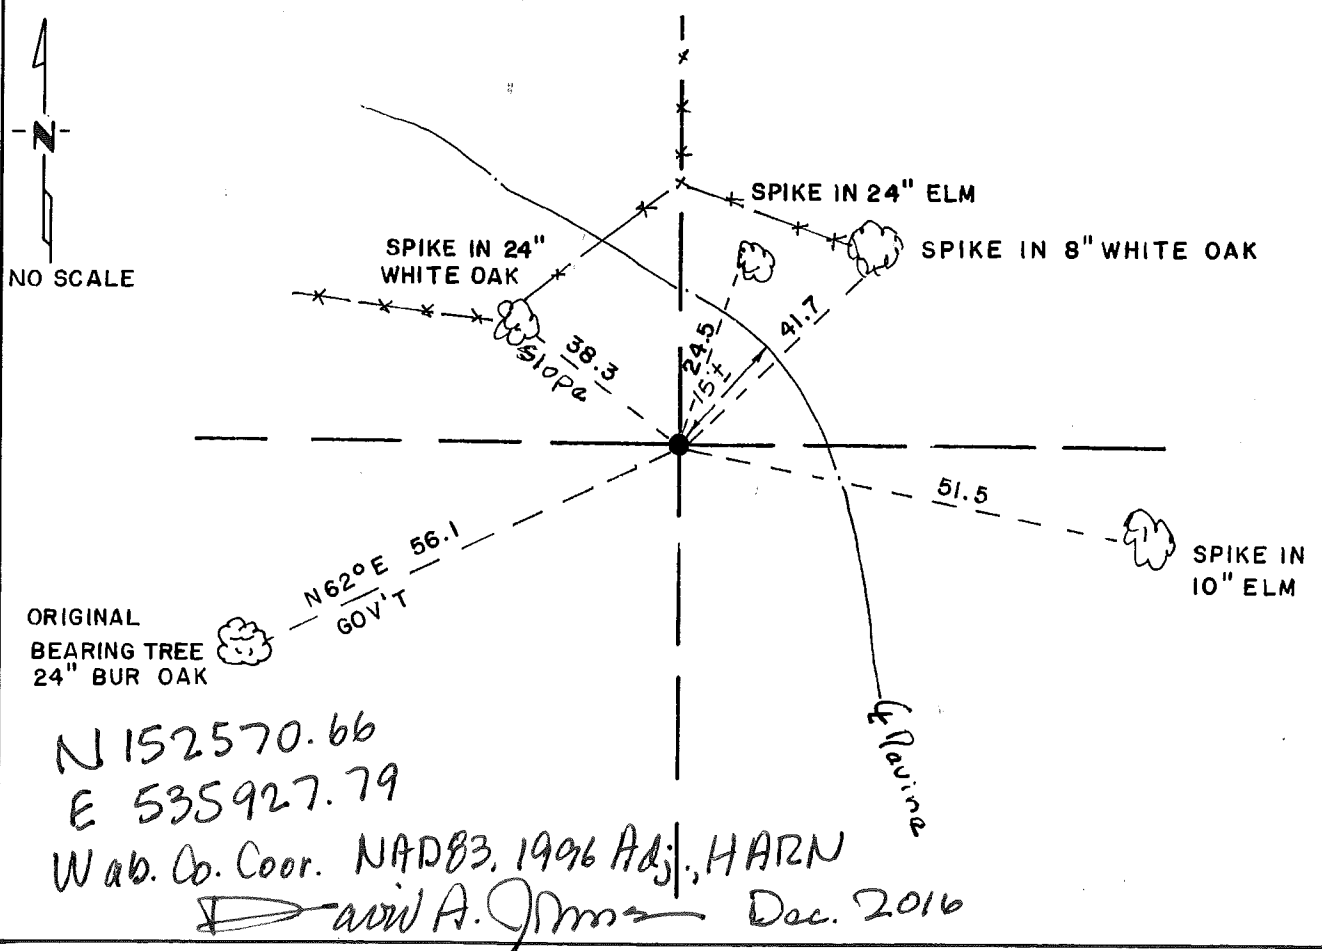 N
NO SCALE
SPIKE IN 24" ELM
SPIKE IN 8" WHITE OAK
SPIKE IN 24"
WHITE OAK
38.3
Slope
24.5
15'±
41.7
51.5
SPIKE IN
10" ELM
N62°E 56.1
GOV'T
ORIGINAL
BEARING TREE
24" BUR OAK
℄ Ravine
N 152570.66
E 535927.79
Wab. Co. Coor. NAD83, 1996 Adj., HARN
David A. Dec. 2016